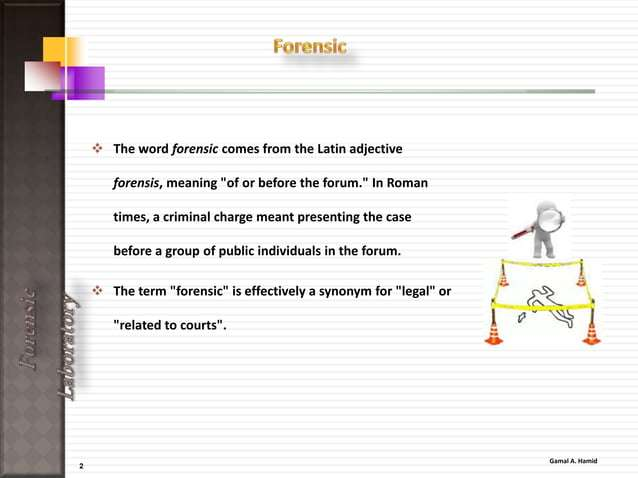 Forensic
❖ The word forensic comes from the Latin adjective
forensis, meaning "of or before the forum." In Roman
times, a criminal charge meant presenting the case
before a group of public individuals in the forum.
❖ The term "forensic" is effectively a synonym for "legal" or
"related to courts".
Forensic
Laboratory
2
Gamal A. Hamid